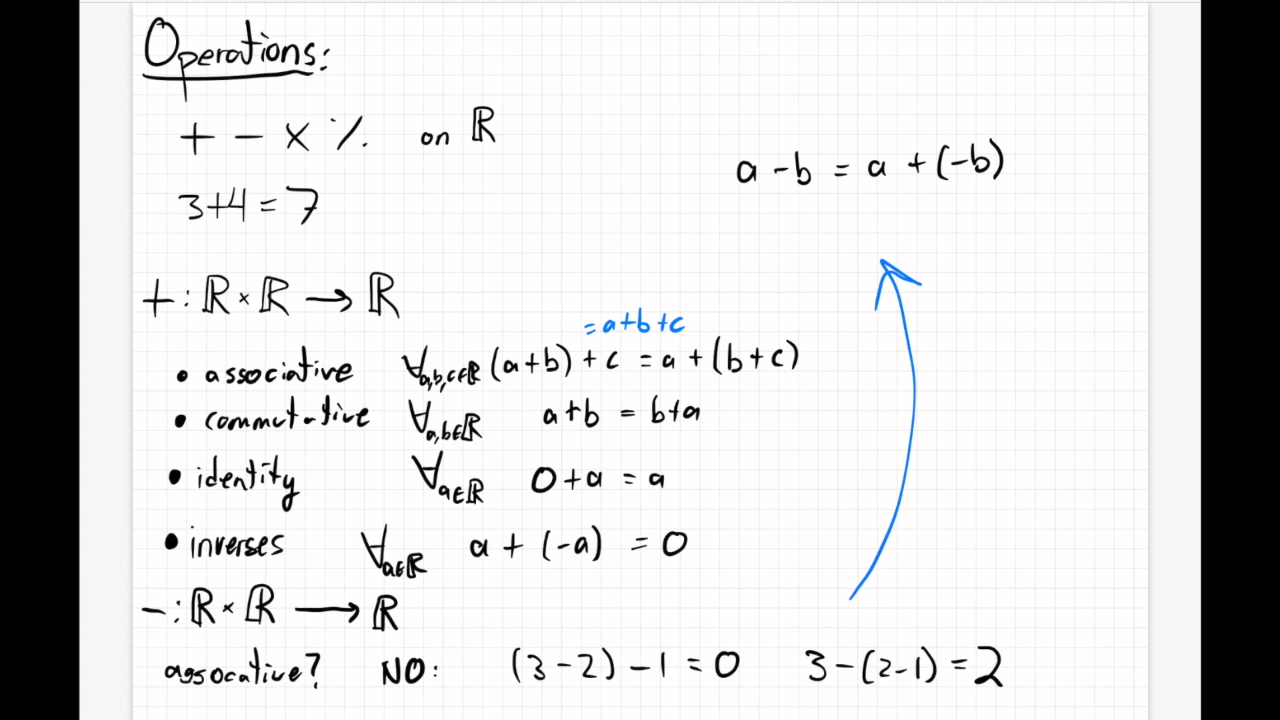 Operations:
+ − × ⁒ on ℝ
a − b = a + (−b)
3+4 = 7
+ : ℝ × ℝ → ℝ
= a+b+c
• associative ∀a,b,c∈ℝ (a+b) + c = a + (b+c)
• commutative ∀a,b∈ℝ a+b = b+a
• identity ∀a∈ℝ 0+a = a
• inverses ∀a∈ℝ a + (−a) = 0
− : ℝ × ℝ → ℝ
assocative? NO: (3−2) − 1 = 0 3 − (2−1) = 2